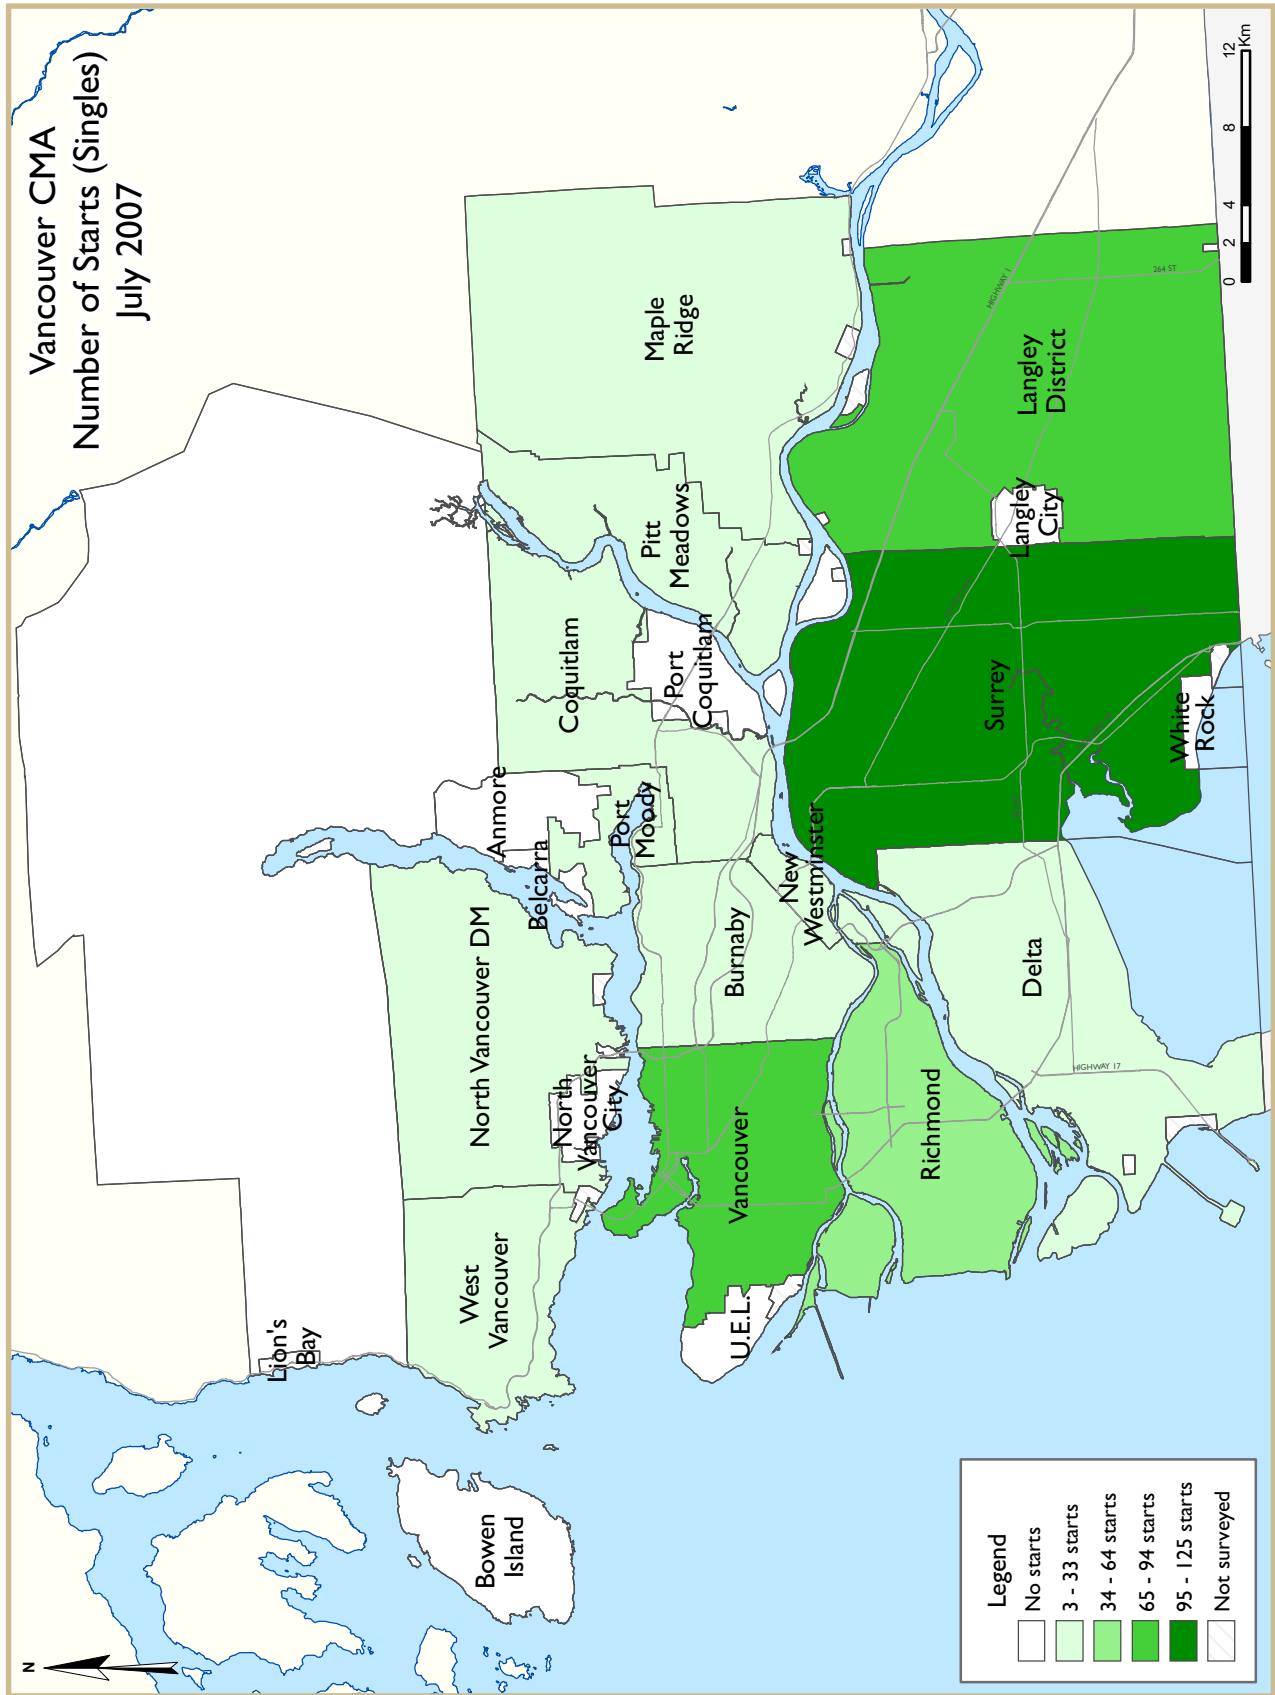 Vancouver CMA
Number of Starts (Singles)
July 2007
N
Lion's
Bay
Bowen
Island
West
Vancouver
North Vancouver DM
North
Vancouver
City
Belcarra
Anmore
Port
Moody
Coquitlam
Port
Coquitlam
Pitt
Meadows
Maple
Ridge
U.E.L.
Vancouver
Burnaby
New
Westminster
Richmond
Delta
Surrey
White
Rock
Langley
City
Langley
District
HIGHWAY 1
264 ST
HIGHWAY 17
Legend
No starts
3 - 33 starts
34 - 64 starts
65 - 94 starts
95 - 125 starts
Not surveyed
0 2 4 8 12
Km